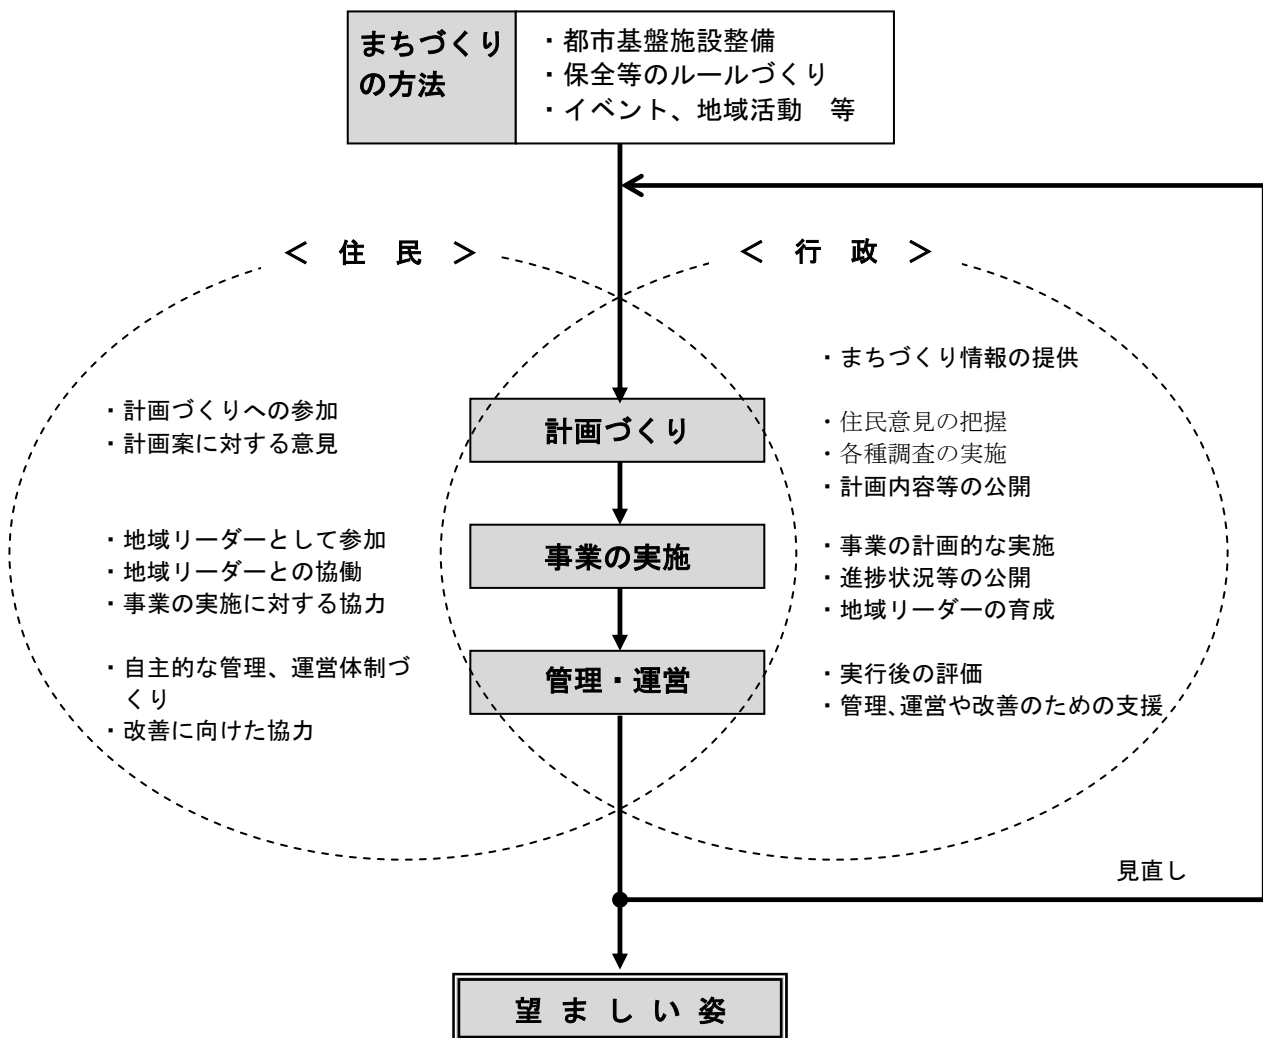 まちづくり
の方法
・都市基盤施設整備
・保全等のルールづくり
・イベント、地域活動　等
＜　住　民　＞
＜　行　政　＞
・まちづくり情報の提供
・計画づくりへの参加
・計画案に対する意見
計画づくり
・住民意見の把握
・各種調査の実施
・計画内容等の公開
・地域リーダーとして参加
・地域リーダーとの協働
・事業の実施に対する協力
事業の実施
・事業の計画的な実施
・進捗状況等の公開
・地域リーダーの育成
・自主的な管理、運営体制づ
くり
・改善に向けた協力
管理・運営
・実行後の評価
・管理、運営や改善のための支援
見直し
望 ま し い 姿